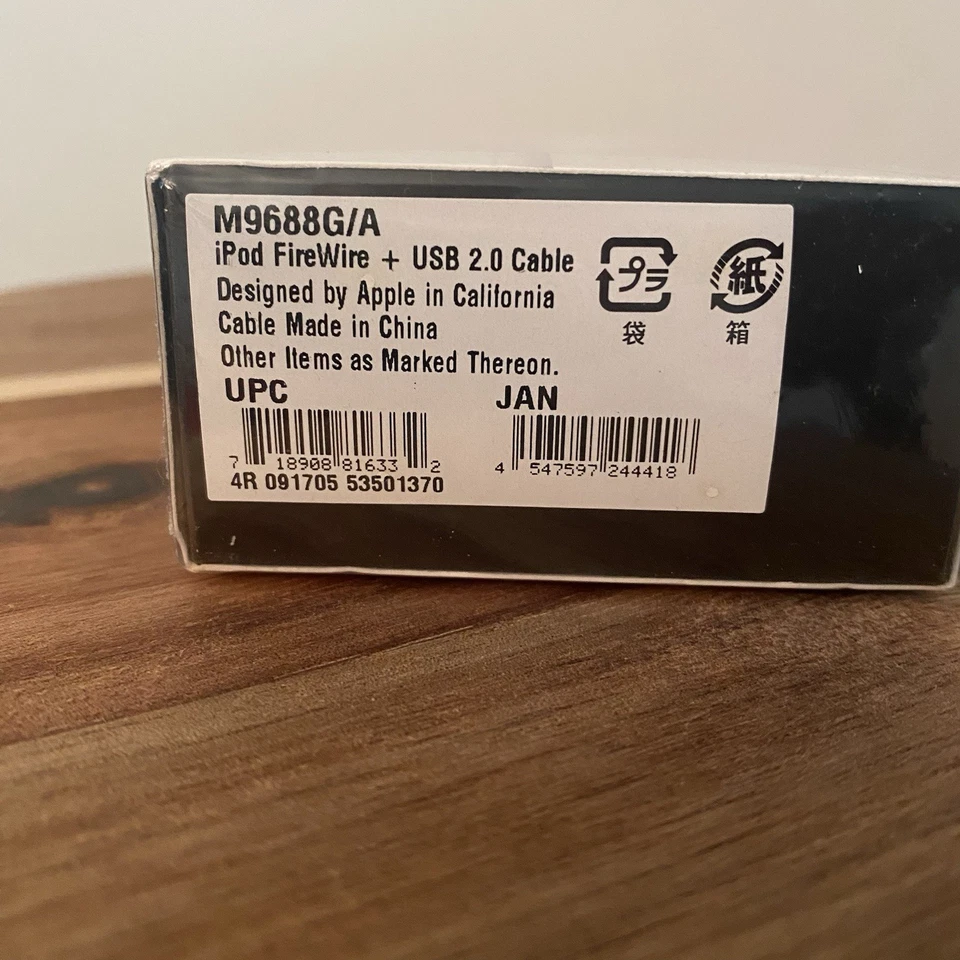 M9688G/A
iPod FireWire + USB 2.0 Cable
Designed by Apple in California
Cable Made in China
Other Items as Marked Thereon.
プラ
袋
紙
箱
UPC
7 18908 81633 2
4R 091705 53501370
JAN
4 547597 244418